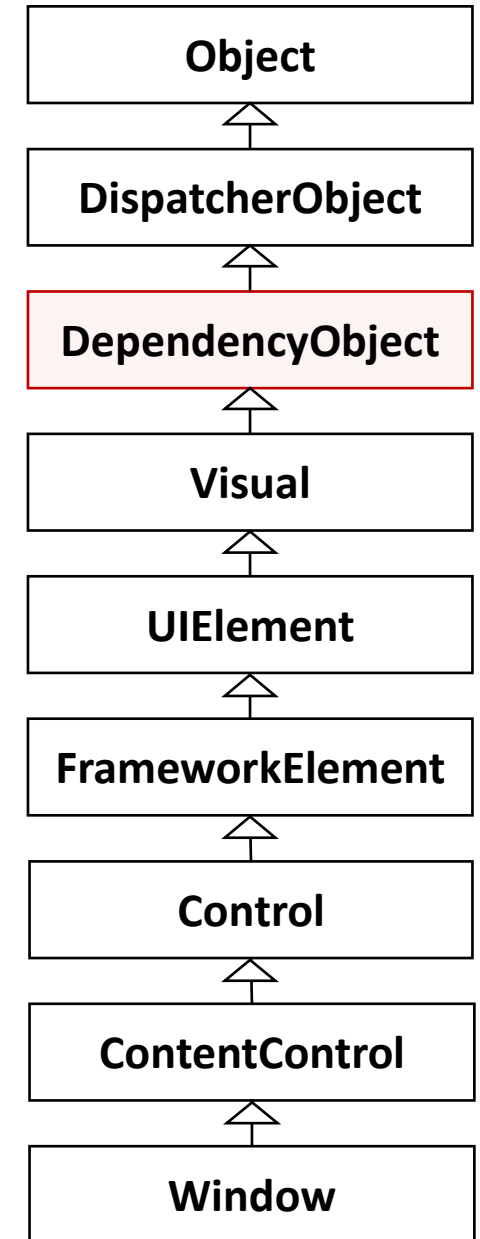 Object
DispatcherObject
DependencyObject
Visual
UIElement
FrameworkElement
Control
ContentControl
Window